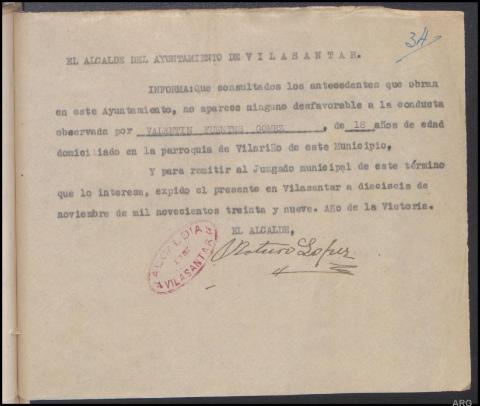 34
EL ALCALDE DEL AYUNTAMIENTO DE V I L A S A N T A R.
INFORMA: Que consultados los antecedentes que obran
en este Ayuntamiento, no aparece ninguno desfavorable a la conducta
observada por VALENTIN FUENTES GOMEZ, de 18 años de edad
domiciliado en la parroquia de Vilariño de este Municipio,
Y para remitir al Juzgado municipal de este término
que lo interesa, expido el presente en Vilasantar a dieciseis de
noviembre de mil novecientos treinta y nueve. Año de la Victoria.
EL ALCALDE,
ALCALDIA
VILASANTAR
Arturo Lopez
ARG